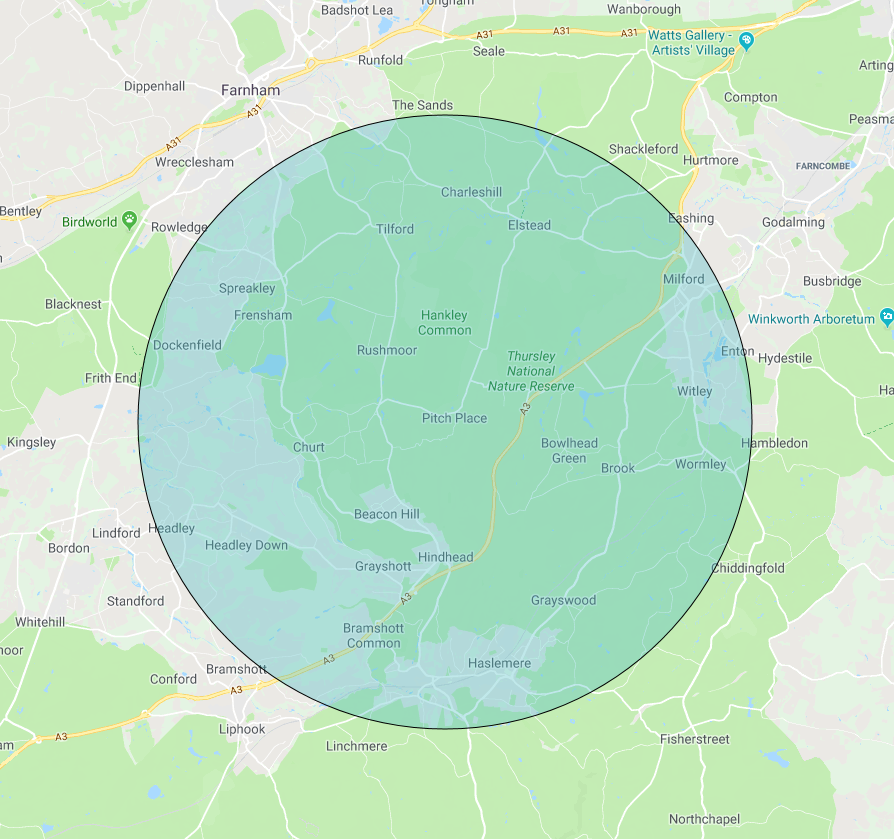 Tongham
Badshot Lea
Wanborough
A31
A31
A31
Watts Gallery -
Artists' Village
Seale
Runfold
Arting
Dippenhall
Farnham
Compton
The Sands
A31
Peasma
A31
Shackleford
Wrecclesham
Hurtmore
FARNCOMBE
Charleshill
Bentley
Birdworld
Rowledge
Tilford
Elstead
Eashing
Godalming
Milford
Busbridge
Spreakley
Blacknest
Frensham
Hankley
Common
Winkworth Arboretum
Dockenfield
Rushmoor
Thursley
National
Nature Reserve
Enton
Hydestile
Frith End
Witley
Ha
A3
Pitch Place
Kingsley
Churt
Bowlhead
Green
Hambledon
Brook
Wormley
Beacon Hill
Headley
Lindford
Bordon
Headley Down
Hindhead
Grayshott
Chiddingfold
Standford
A3
Grayswood
Whitehill
Bramshott
Common
moor
A3
Haslemere
Bramshott
Conford
A3
Liphook
A3
am
Linchmere
Fisherstreet
Northchapel